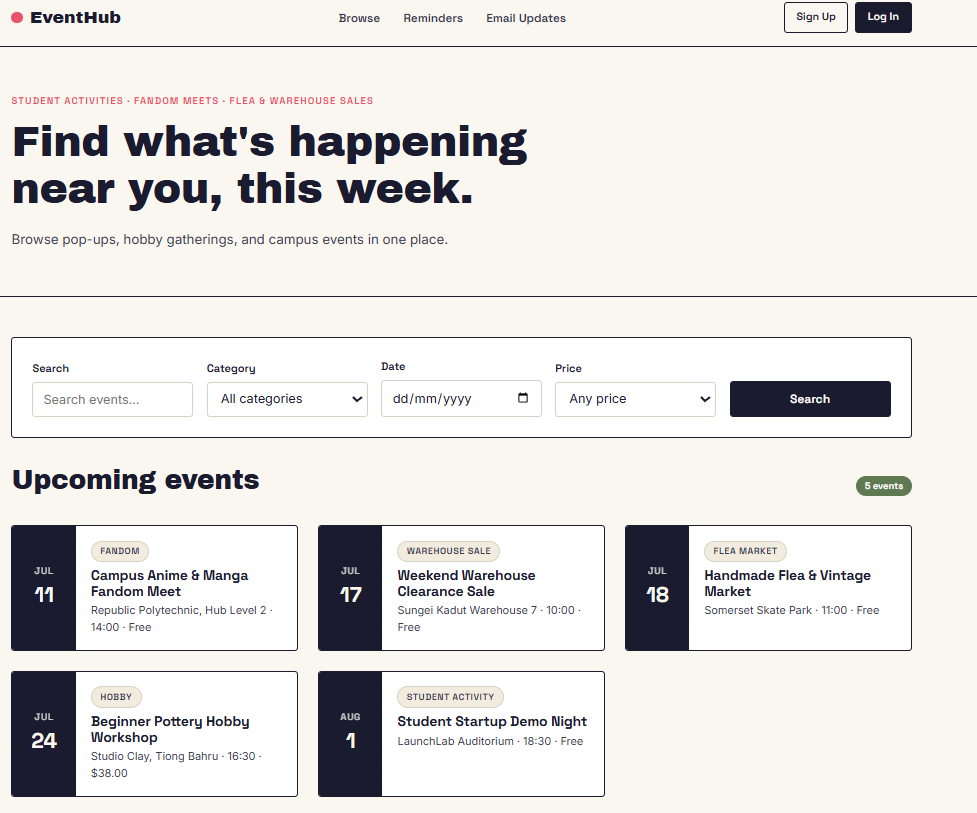 EventHub
Browse
Reminders
Email Updates
Sign Up
Log In
STUDENT ACTIVITIES · FANDOM MEETS · FLEA & WAREHOUSE SALES
Find what's happening
near you, this week.
Browse pop-ups, hobby gatherings, and campus events in one place.
Search
Search events...
Category
All categories
Date
dd/mm/yyyy
Price
Any price
Search
Upcoming events
5 events
JUL
11
FANDOM
Campus Anime & Manga
Fandom Meet
Republic Polytechnic, Hub Level 2 ·
14:00 · Free
JUL
17
WAREHOUSE SALE
Weekend Warehouse
Clearance Sale
Sungei Kadut Warehouse 7 · 10:00 ·
Free
JUL
18
FLEA MARKET
Handmade Flea & Vintage
Market
Somerset Skate Park · 11:00 · Free
JUL
24
HOBBY
Beginner Pottery Hobby
Workshop
Studio Clay, Tiong Bahru · 16:30 ·
$38.00
AUG
1
STUDENT ACTIVITY
Student Startup Demo Night
LaunchLab Auditorium · 18:30 · Free